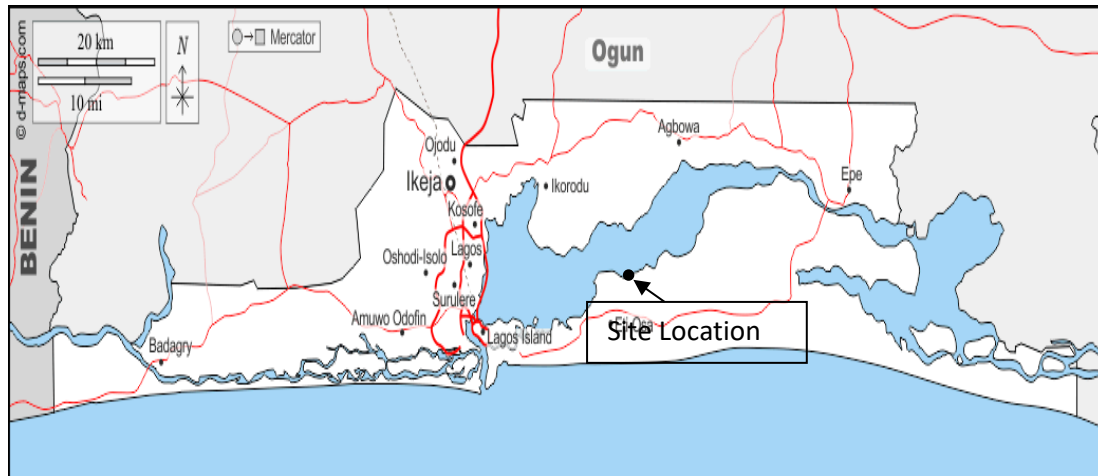 20 km
10 mi
N
Mercator
© d-maps.com
BENIN
Ogun
Ojodu
Agbowa
Ikeja
Ikorodu
Epe
Kosofe
Oshodi-Isolo
Lagos
Surulere
Amuwo Odofin
Lagos Island
Site Location
Badagry